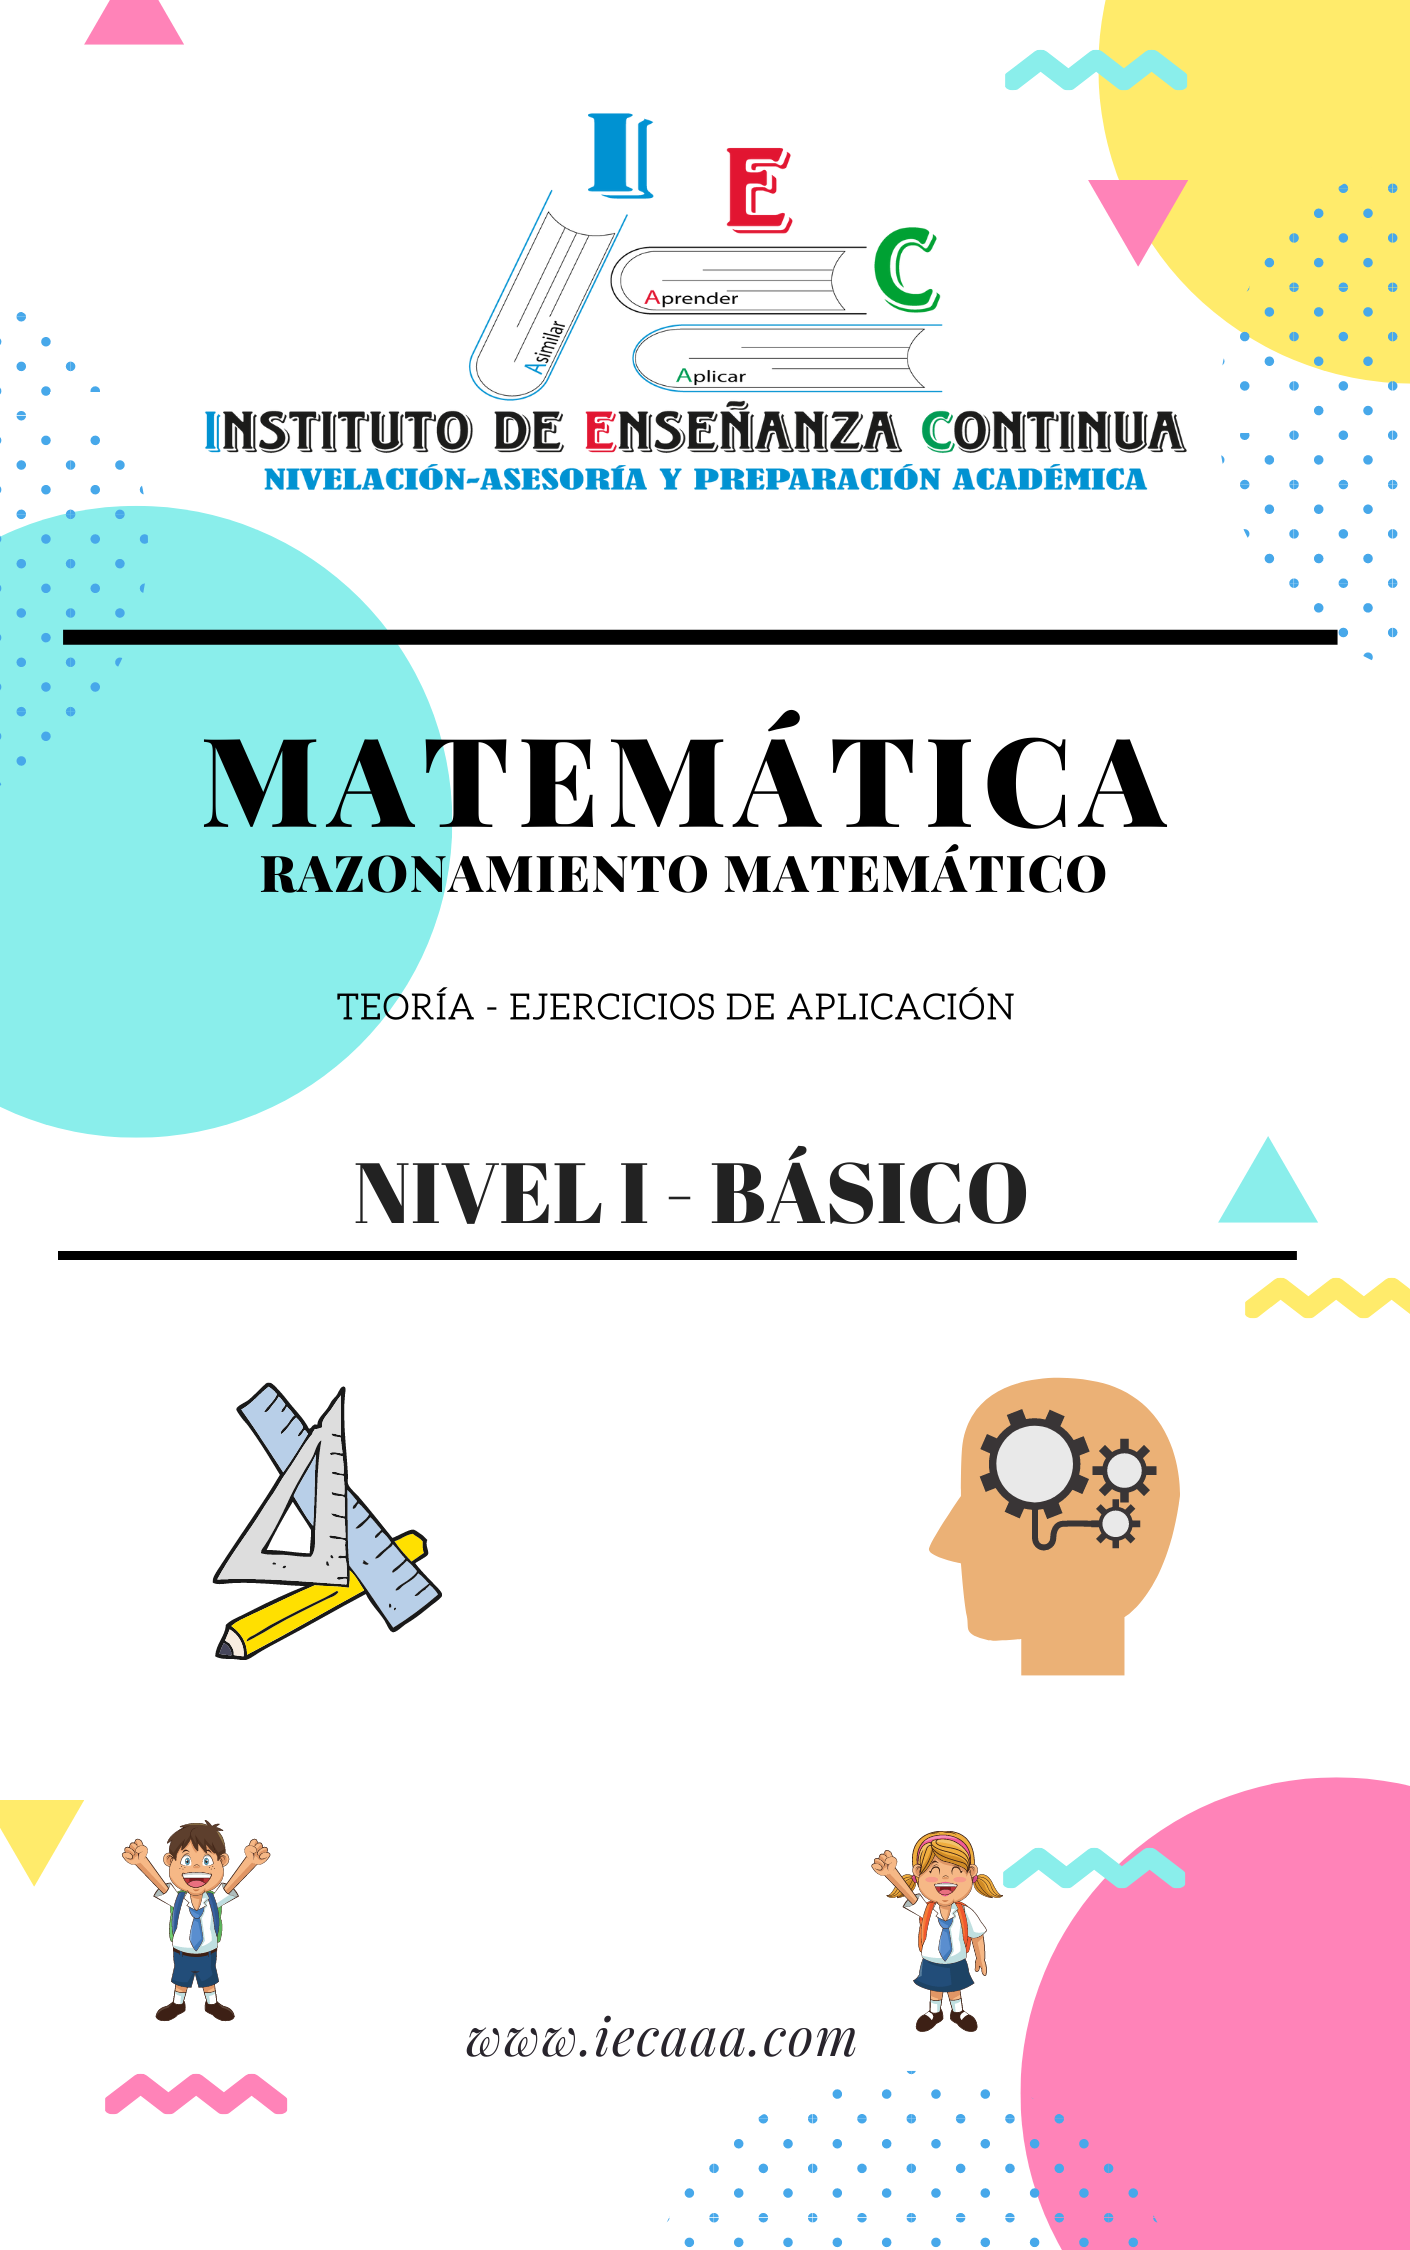 I E C
Aprender
Asimilar
Aplicar
INSTITUTO DE ENSEÑANZA CONTINUA
NIVELACIÓN-ASESORÍA Y PREPARACIÓN ACADÉMICA
MATEMÁTICA
RAZONAMIENTO MATEMÁTICO
TEORÍA - EJERCICIOS DE APLICACIÓN
NIVEL I - BÁSICO
www.iecaaa.com